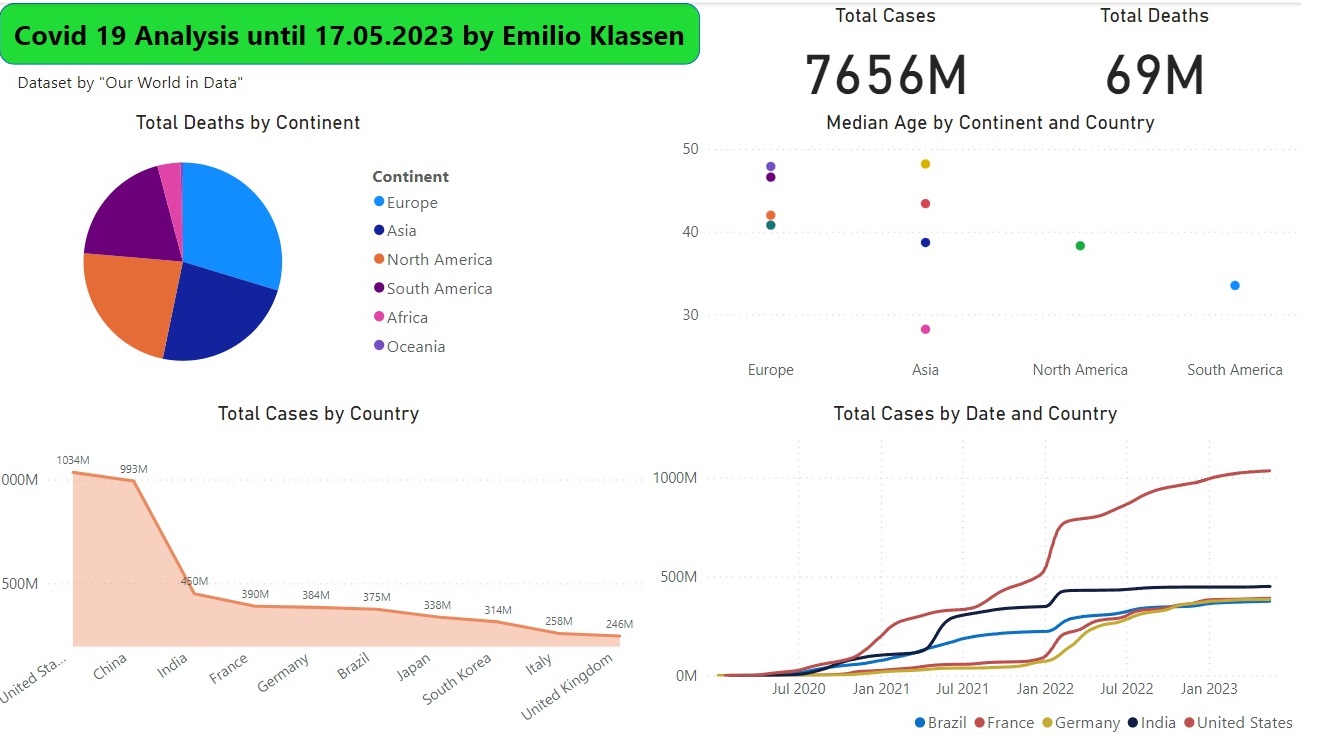 Covid 19 Analysis until 17.05.2023 by Emilio Klassen
Dataset by "Our World in Data"
Total Cases
7656M
Total Deaths
69M
Total Deaths by Continent
Continent
Europe
Asia
North America
South America
Africa
Oceania
Median Age by Continent and Country
50
40
30
Europe Asia North America South America
Total Cases by Country
000M
500M
1034M 993M 450M 390M 384M 375M 338M 314M 258M 246M
United Sta... China India France Germany Brazil Japan South Korea Italy United Kingdom
Total Cases by Date and Country
1000M
500M
0M
Jul 2020 Jan 2021 Jul 2021 Jan 2022 Jul 2022 Jan 2023
Brazil France Germany India United States